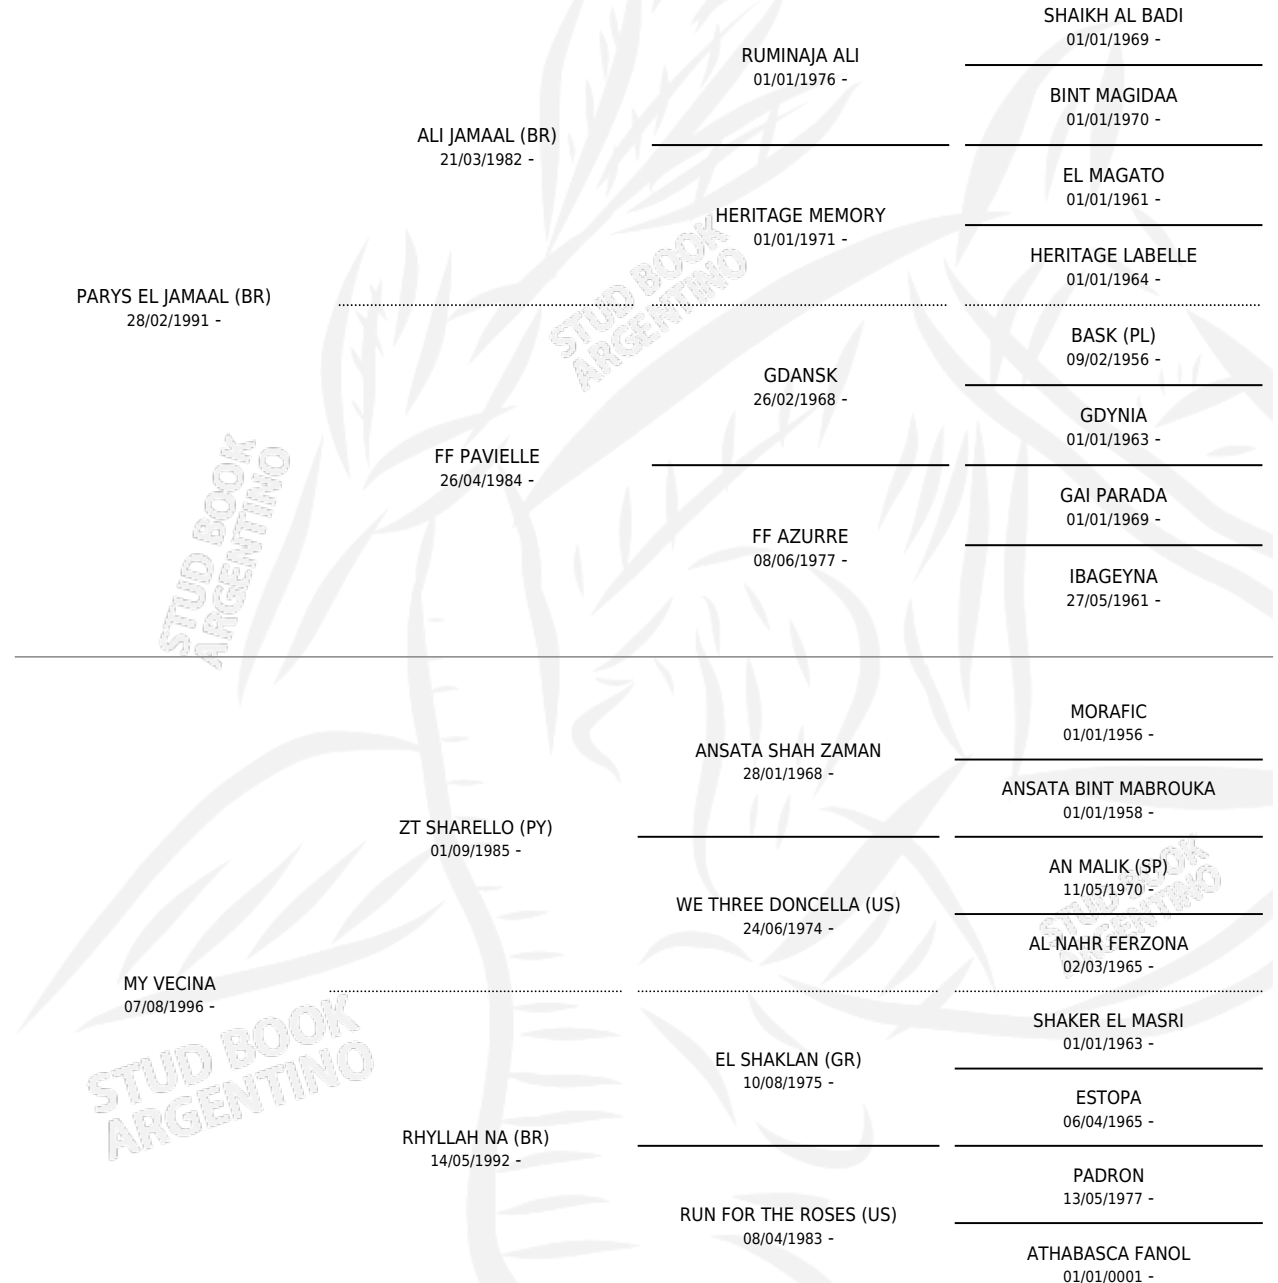 SHAIKH AL BADI
01/01/1969 -
RUMINAJA ALI
01/01/1976 -
BINT MAGIDAA
01/01/1970 -
ALI JAMAAL (BR)
21/03/1982 -
EL MAGATO
01/01/1961 -
HERITAGE MEMORY
01/01/1971 -
HERITAGE LABELLE
01/01/1964 -
PARYS EL JAMAAL (BR)
28/02/1991 -
BASK (PL)
09/02/1956 -
GDANSK
26/02/1968 -
GDYNIA
01/01/1963 -
FF PAVIELLE
26/04/1984 -
GAI PARADA
01/01/1969 -
FF AZURRE
08/06/1977 -
IBAGEYNA
27/05/1961 -
MORAFIC
01/01/1956 -
ANSATA SHAH ZAMAN
28/01/1968 -
ANSATA BINT MABROUKA
01/01/1958 -
ZT SHARELLO (PY)
01/09/1985 -
AN MALIK (SP)
11/05/1970 -
WE THREE DONCELLA (US)
24/06/1974 -
AL NAHR FERZONA
02/03/1965 -
MY VECINA
07/08/1996 -
SHAKER EL MASRI
01/01/1963 -
EL SHAKLAN (GR)
10/08/1975 -
ESTOPA
06/04/1965 -
RHYLLAH NA (BR)
14/05/1992 -
PADRON
13/05/1977 -
RUN FOR THE ROSES (US)
08/04/1983 -
ATHABASCA FANOL
01/01/0001 -
STUD BOOK
ARGENTINO
STUD BOOK
ARGENTINO
STUD BOOK
ARGENTINO
STUD BOOK
ARGENTINO